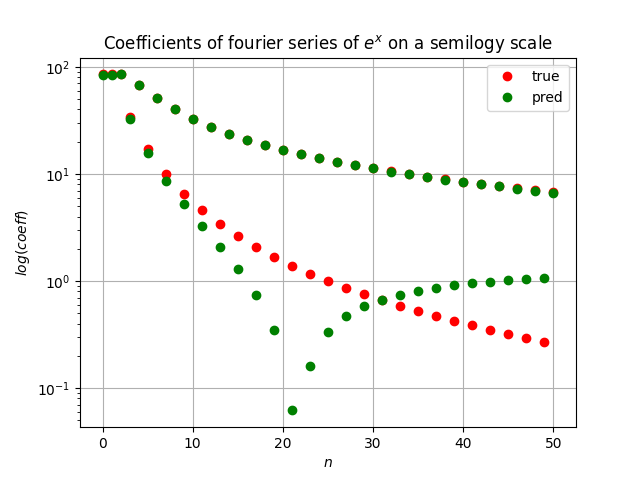 Coefficients of fourier series of e^x on a semilogy scale
true
pred
log(coeff)
10^2
10^1
10^0
10^-1
0 10 20 30 40 50
n